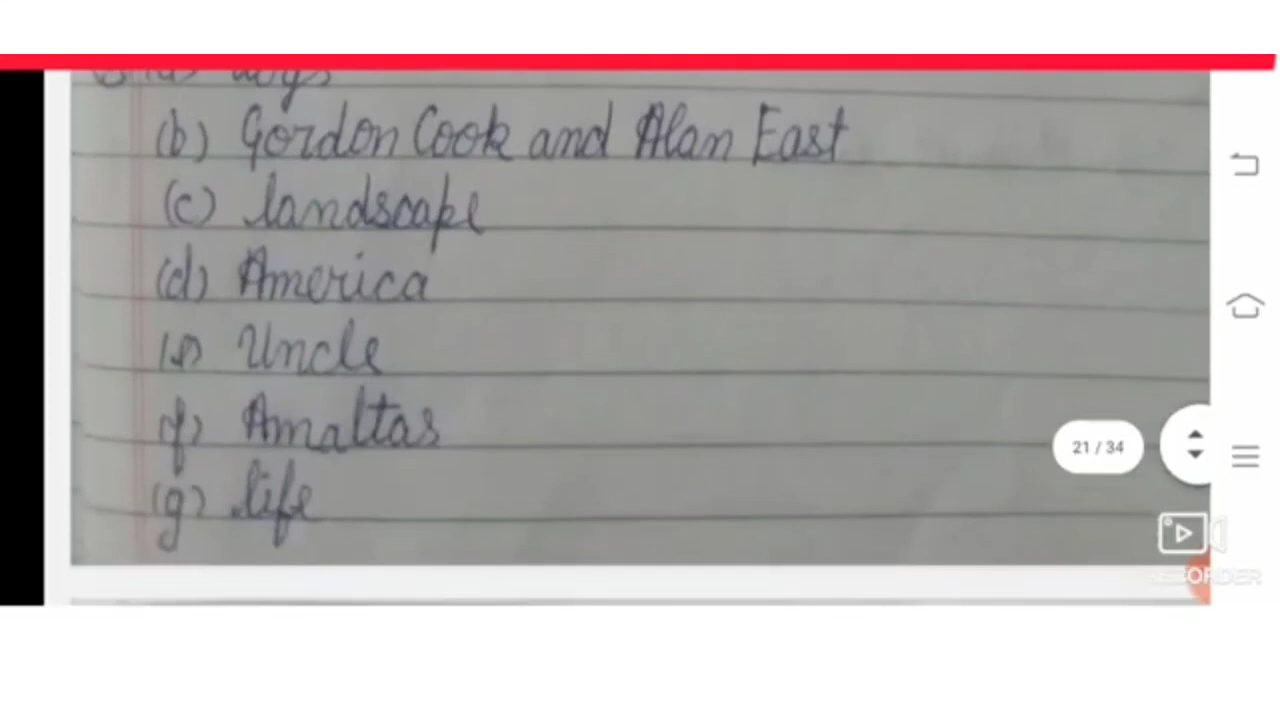 (b) Gordon Cook and Alan East
(c) landscape
(d) America
Uncle
(f) Amaltas
(g) life
21 / 34